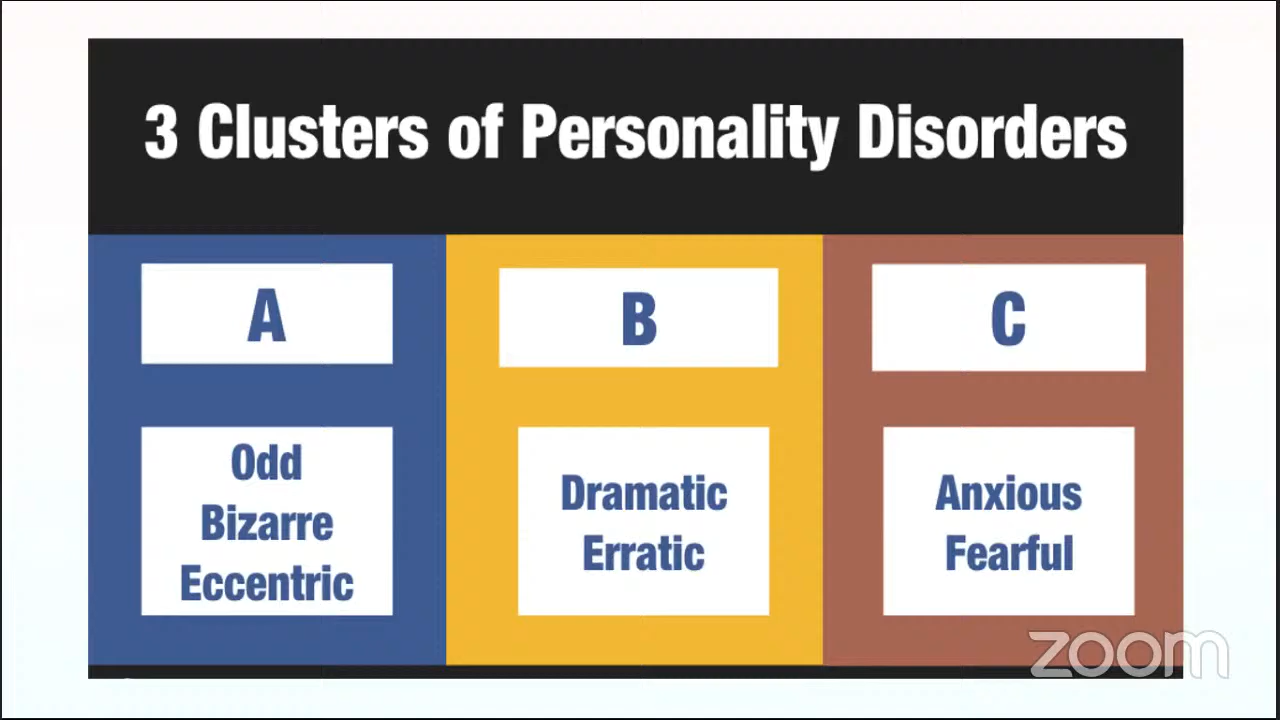 3 Clusters of Personality Disorders
A
B
C
Odd
Bizarre
Eccentric
Dramatic
Erratic
Anxious
Fearful
zoom